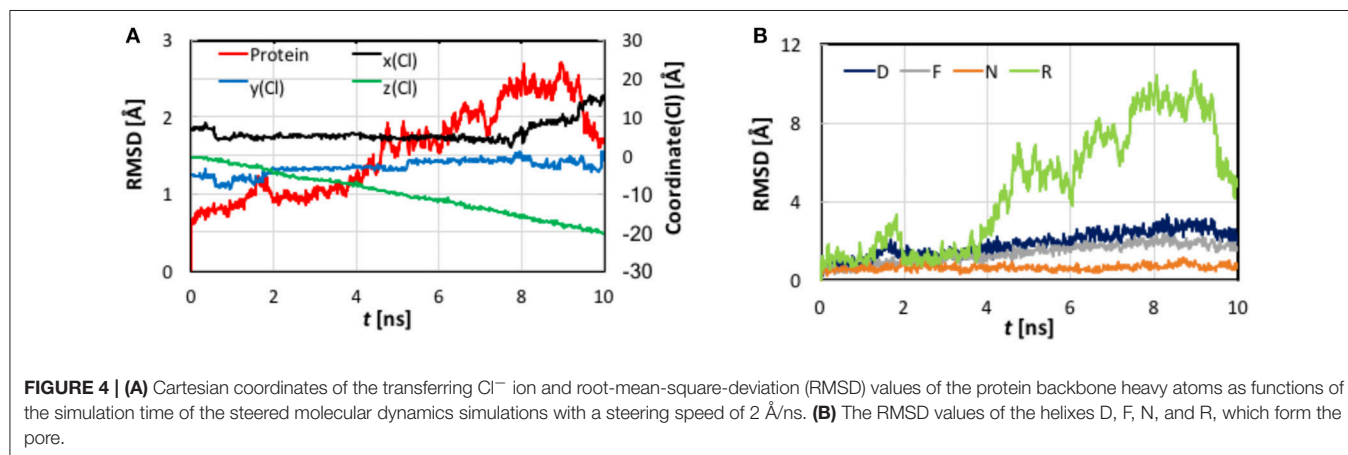 A
B
3
2
1
0
RMSD [Å]
Protein
x(Cl)
y(Cl)
z(Cl)
30
20
10
0
-10
-20
-30
Coordinate(Cl) [Å]
0
2
4
6
8
10
t [ns]
12
8
4
0
RMSD [Å]
D
F
N
R
0
2
4
6
8
10
t [ns]
FIGURE 4 | (A) Cartesian coordinates of the transferring Cl⁻ ion and root-mean-square-deviation (RMSD) values of the protein backbone heavy atoms as functions of
the simulation time of the steered molecular dynamics simulations with a steering speed of 2 Å/ns. (B) The RMSD values of the helixes D, F, N, and R, which form the
pore.